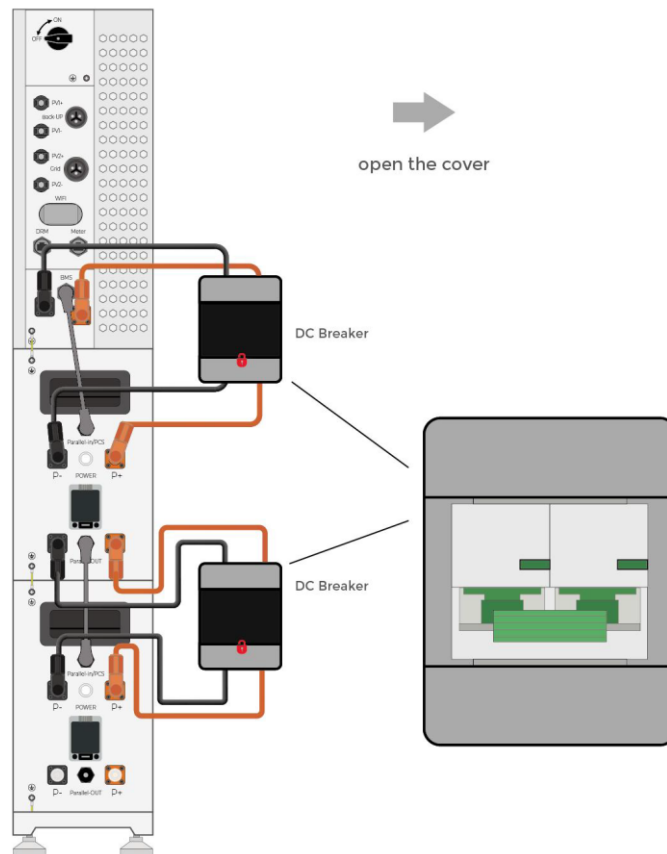 ON
OFF
PV1+
Back UP
PV1-
PV2+
Grid
PV2-
WIFI
DRM
Meter
BMS
open the cover
DC Breaker
Parallel-in/PCS
P-
POWER
P+
Parallel-OUT
DC Breaker
Parallel-in/PCS
P-
POWER
P+
P-
Parallel-OUT
P+